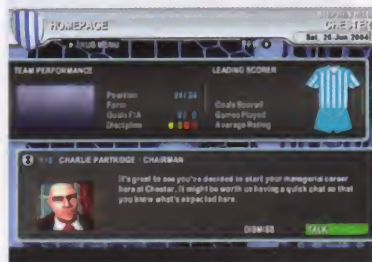 HOMEPAGE
CHESTER
Sat, 26 Jun 2004
MENU
TEAM PERFORMANCE
LEADING SCORER
Position
Form
Goals F/A
Discipline
Goals Scored
Games Played
Average Rating
CHARLIE PARTRIDGE / CHAIRMAN
It's great to see you've decided to start your managerial career
here at Chester. It might be worth us having a quick chat so that
you know what's expected here.
DISMISS
TALK